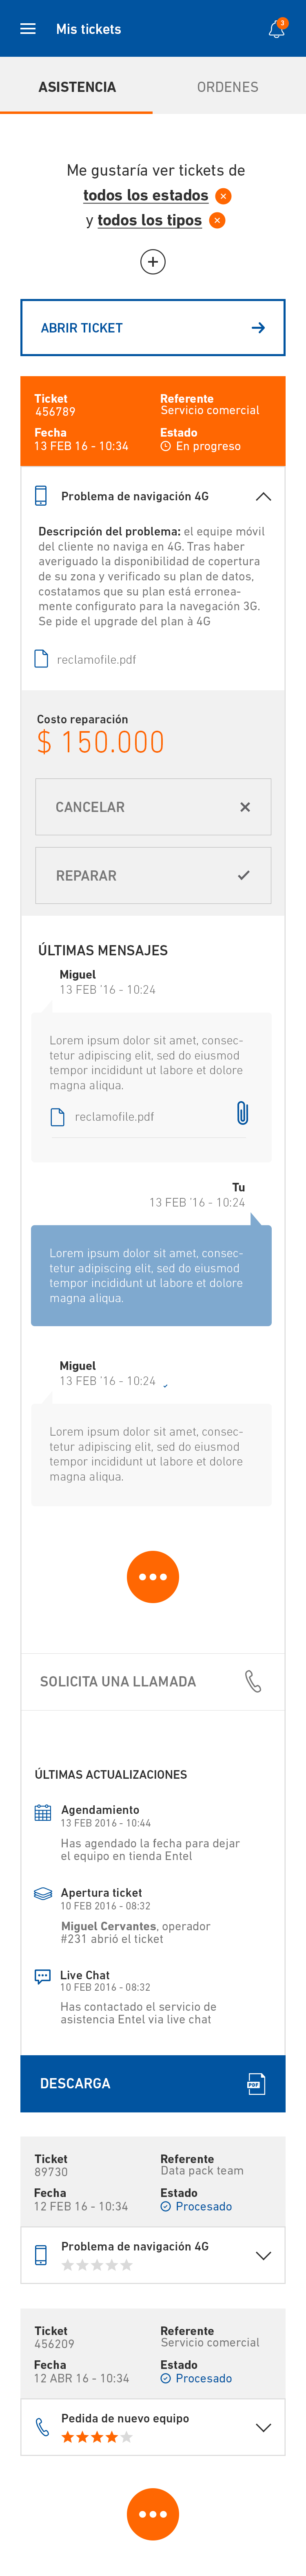 Mis tickets
3
ASISTENCIA
ORDENES
Me gustaría ver tickets de
todos los estados
y todos los tipos
ABRIR TICKET
Ticket
456789
Referente
Servicio comercial
Fecha
13 FEB 16 - 10:34
Estado
En progreso
Problema de navigación 4G
Descripción del problema: el equipo móvil
del cliente no naviga en 4G. Tras haber
averiguado la disponibilidad de copertura
de su zona y verificado su plan de datos,
costatamos que su plan está erronea-
mente configurato para la navegación 3G.
Se pide el upgrade del plan à 4G
reclamofile.pdf
Costo reparación
$ 150.000
CANCELAR
REPARAR
ÚLTIMAS MENSAJES
Miguel
13 FEB '16 - 10:24
Lorem ipsum dolor sit amet, consec-
tetur adipiscing elit, sed do eiusmod
tempor incididunt ut labore et dolore
magna aliqua.
reclamofile.pdf
Tu
13 FEB '16 - 10:24
Lorem ipsum dolor sit amet, consec-
tetur adipiscing elit, sed do eiusmod
tempor incididunt ut labore et dolore
magna aliqua.
Miguel
13 FEB '16 - 10:24
Lorem ipsum dolor sit amet, consec-
tetur adipiscing elit, sed do eiusmod
tempor incididunt ut labore et dolore
magna aliqua.
SOLICITA UNA LLAMADA
ÚLTIMAS ACTUALIZACIONES
Agendamiento
13 FEB 2016 - 10:44
Has agendado la fecha para dejar
el equipo en tienda Entel
Apertura ticket
10 FEB 2016 - 08:32
Miguel Cervantes, operador
#231 abrió el ticket
Live Chat
10 FEB 2016 - 08:32
Has contactado el servicio de
asistencia Entel via live chat
DESCARGA
PDF
Ticket
89730
Referente
Data pack team
Fecha
12 FEB 16 - 10:34
Estado
Procesado
Problema de navigación 4G
Ticket
456209
Referente
Servicio comercial
Fecha
12 ABR 16 - 10:34
Estado
Procesado
Pedida de nuevo equipo